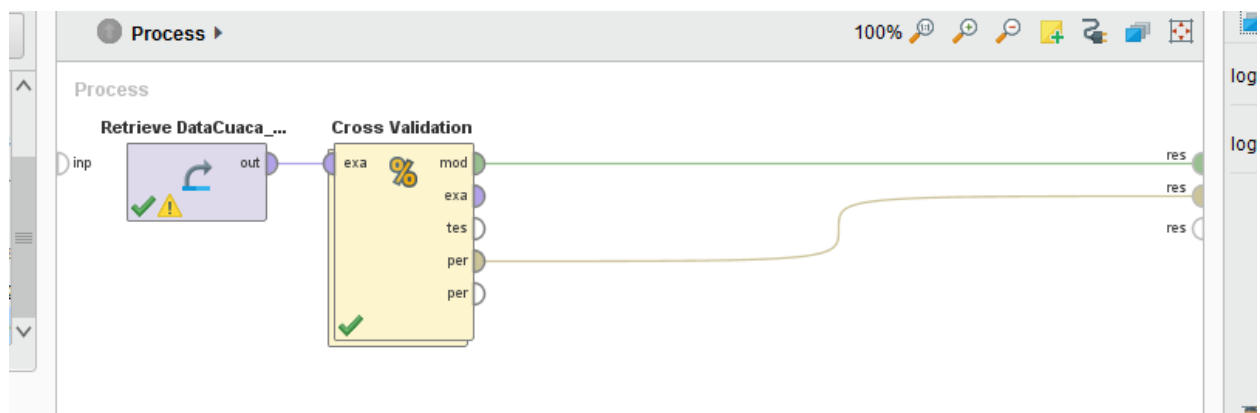 Process
100%
log
Process
log
Retrieve DataCuaca_...
Cross Validation
inp
out
exa
mod
exa
tes
per
per
res
res
res